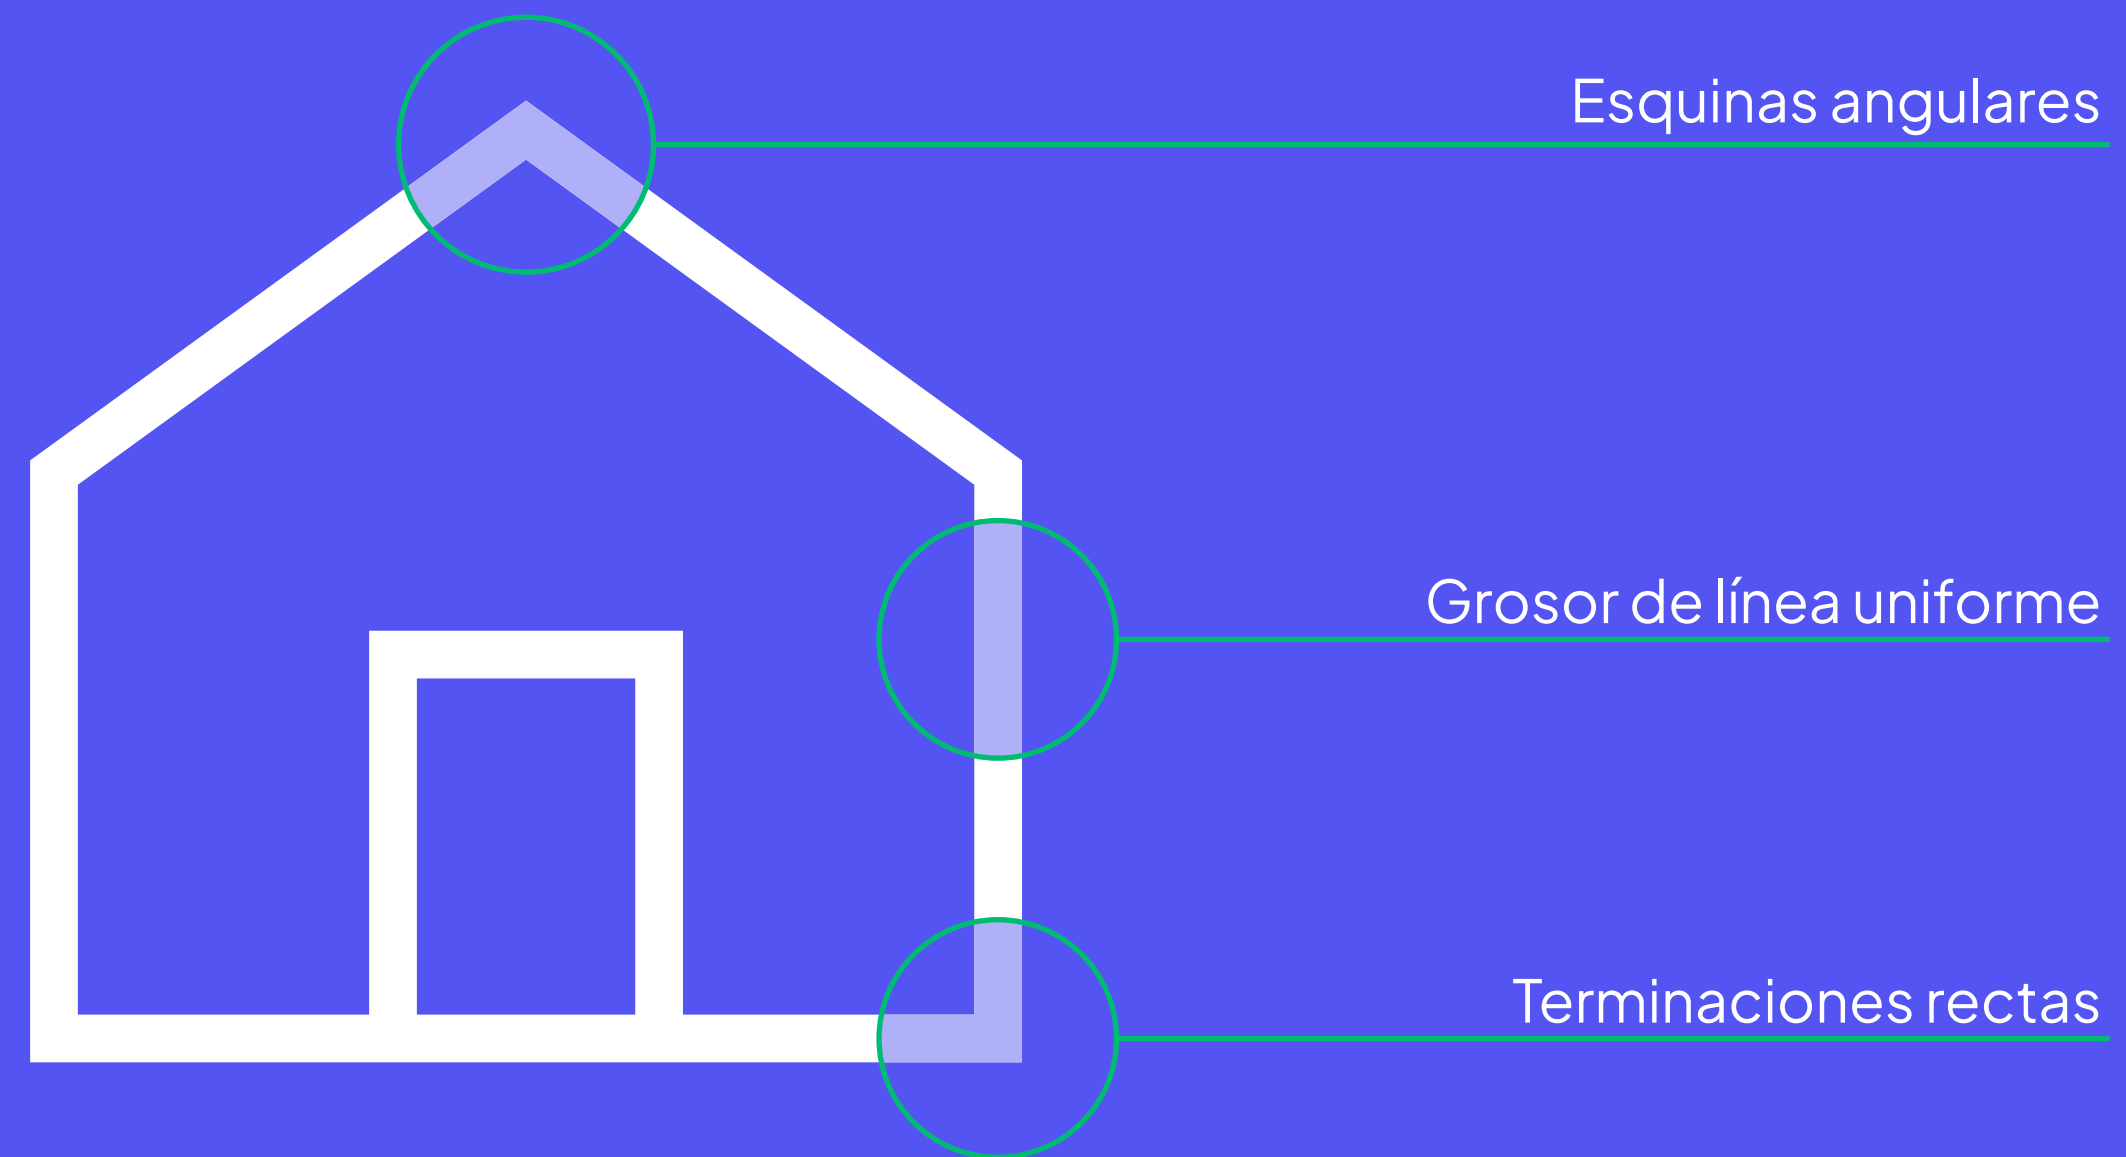 Esquinas angulares
Grosor de línea uniforme
Terminaciones rectas